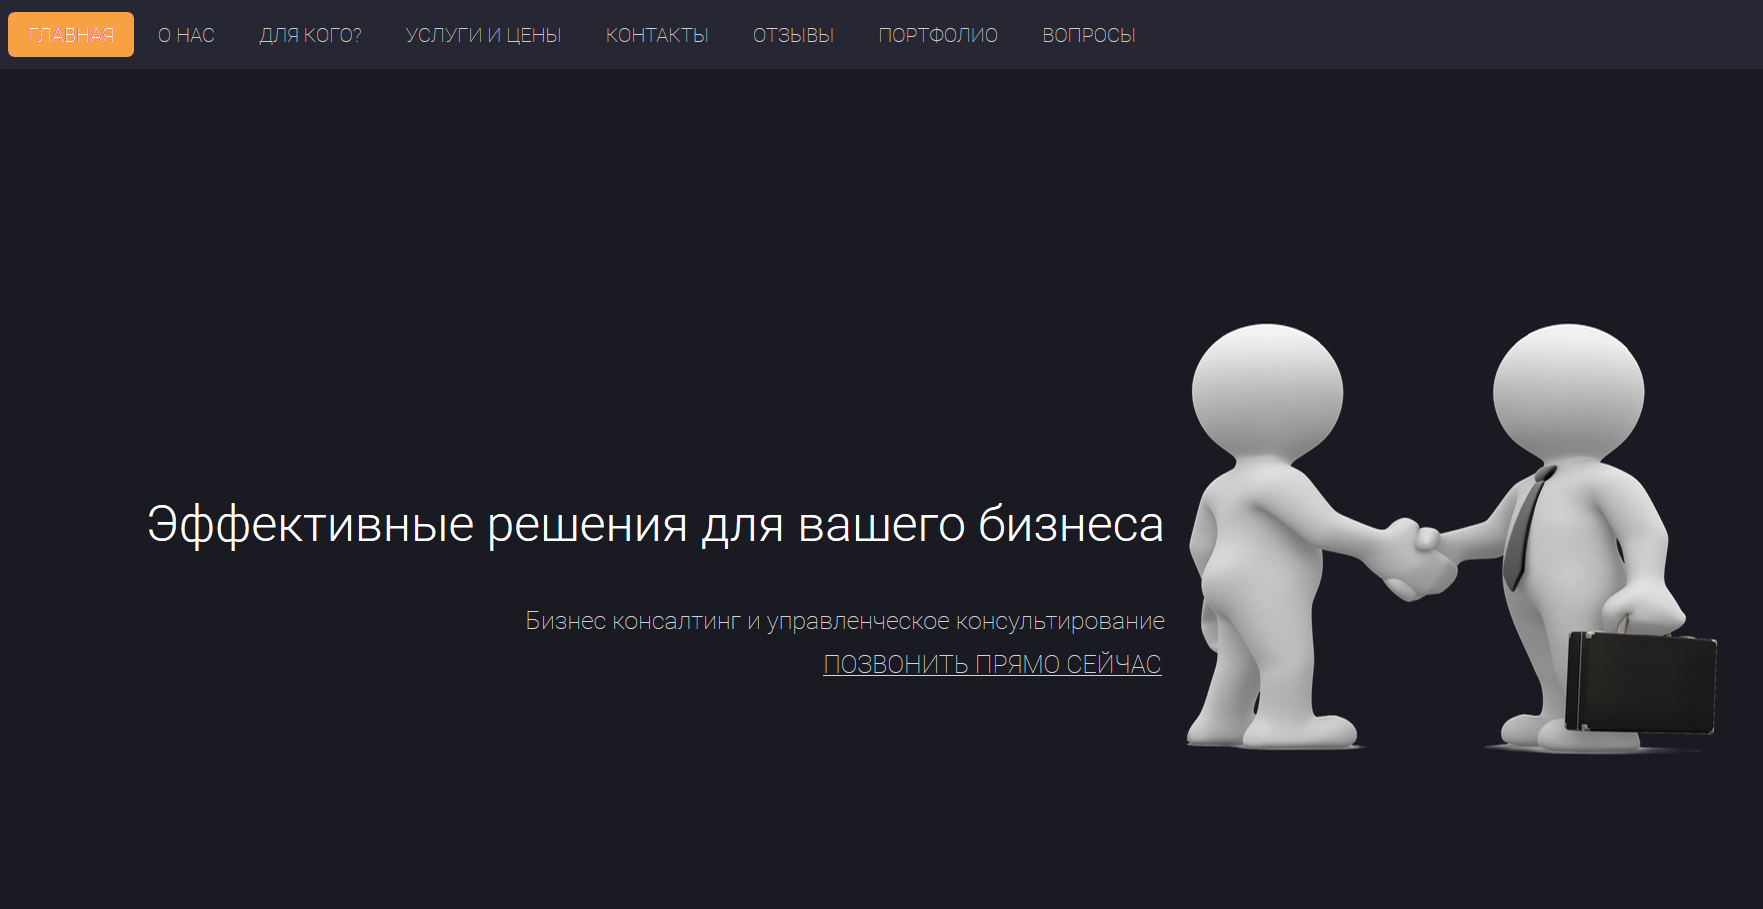 ГЛАВНАЯ О НАС ДЛЯ КОГО? УСЛУГИ И ЦЕНЫ КОНТАКТЫ ОТЗЫВЫ ПОРТФОЛИО ВОПРОСЫ
Эффективные решения для вашего бизнеса
Бизнес консалтинг и управленческое консультирование
ПОЗВОНИТЬ ПРЯМО СЕЙЧАС